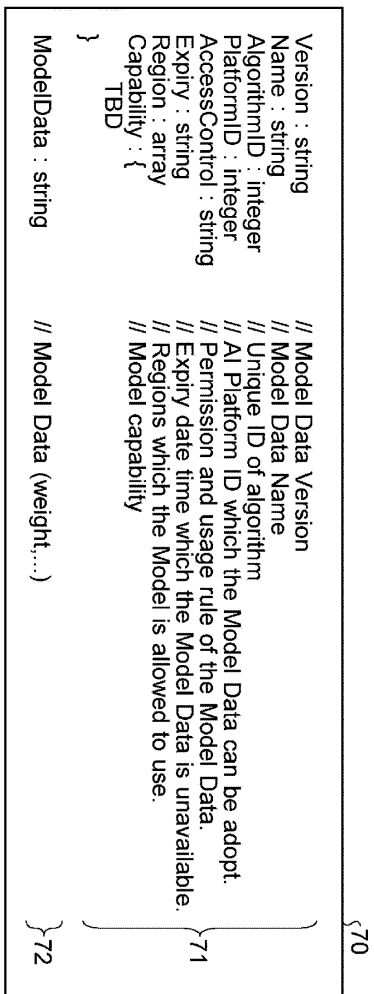 70
Version : string // Model Data Version
Name : string // Model Data Name
AlgorithmID : integer // Unique ID of algorithm
PlatformID : integer // AI Platform ID which the Model Data can be adopt.
AccessControl : string // Permission and usage rule of the Model Data.
Expiry : string // Expiry date time which the Model Data is unavailable.
Region : array // Regions which the Model is allowed to use.
Capability : { // Model capability
TBD
}
71
ModelData : string // Model Data (weight,...)
72